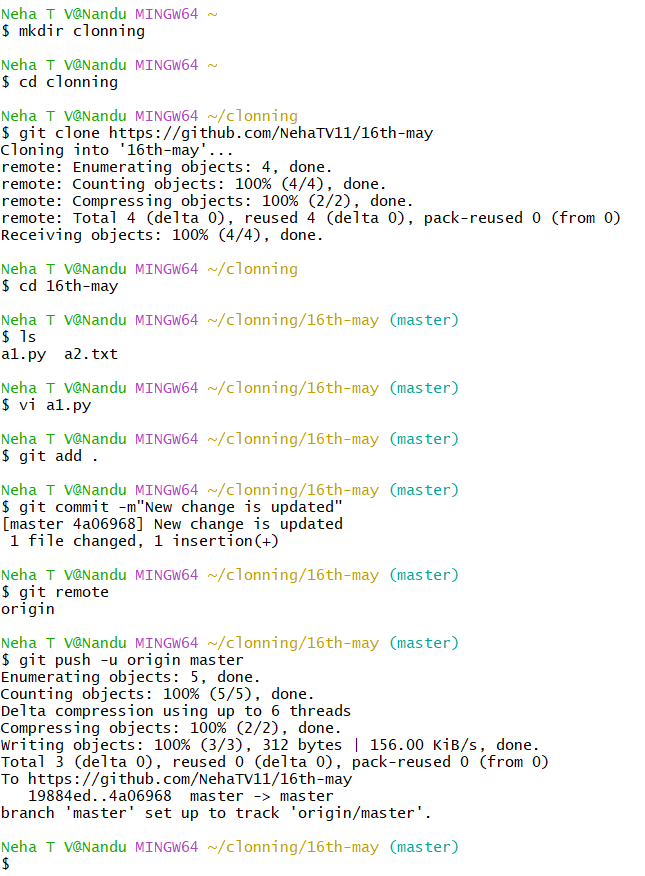 Neha T V@Nandu MINGW64 ~
$ mkdir clonning
Neha T V@Nandu MINGW64 ~
$ cd clonning
Neha T V@Nandu MINGW64 ~/clonning
$ git clone https://github.com/NehaTV11/16th-may
Cloning into '16th-may'...
remote: Enumerating objects: 4, done.
remote: Counting objects: 100% (4/4), done.
remote: Compressing objects: 100% (2/2), done.
remote: Total 4 (delta 0), reused 4 (delta 0), pack-reused 0 (from 0)
Receiving objects: 100% (4/4), done.
Neha T V@Nandu MINGW64 ~/clonning
$ cd 16th-may
Neha T V@Nandu MINGW64 ~/clonning/16th-may (master)
$ ls
a1.py  a2.txt
Neha T V@Nandu MINGW64 ~/clonning/16th-may (master)
$ vi a1.py
Neha T V@Nandu MINGW64 ~/clonning/16th-may (master)
$ git add .
Neha T V@Nandu MINGW64 ~/clonning/16th-may (master)
$ git commit -m"New change is updated"
[master 4a06968] New change is updated
 1 file changed, 1 insertion(+)
Neha T V@Nandu MINGW64 ~/clonning/16th-may (master)
$ git remote
origin
Neha T V@Nandu MINGW64 ~/clonning/16th-may (master)
$ git push -u origin master
Enumerating objects: 5, done.
Counting objects: 100% (5/5), done.
Delta compression using up to 6 threads
Compressing objects: 100% (2/2), done.
Writing objects: 100% (3/3), 312 bytes | 156.00 KiB/s, done.
Total 3 (delta 0), reused 0 (delta 0), pack-reused 0 (from 0)
To https://github.com/NehaTV11/16th-may
   19884ed..4a06968  master -> master
branch 'master' set up to track 'origin/master'.
Neha T V@Nandu MINGW64 ~/clonning/16th-may (master)
$